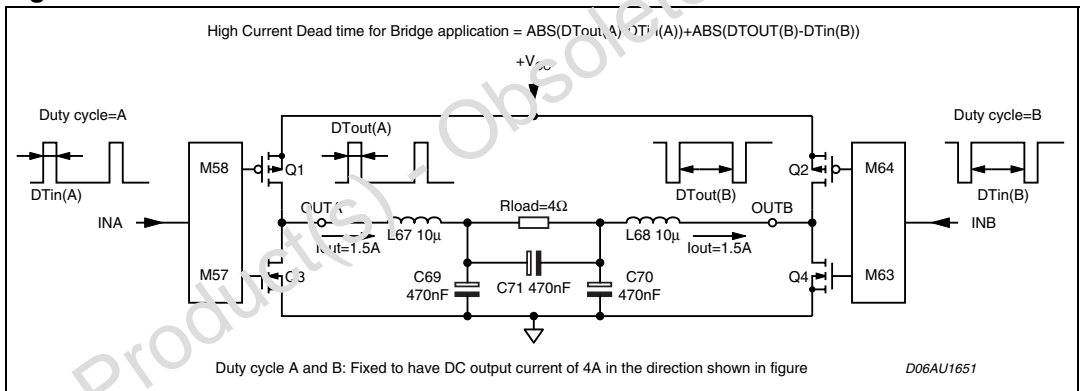 High Current Dead time for Bridge application = ABS(DTout(A) DTin(A))+ABS(DTOUT(B)-DTin(B))
+VCC
Duty cycle=A
DTout(A)
Duty cycle=B
M58
Q1
Q2
M64
DTin(A)
DTout(B)
DTin(B)
INA
OUTA
Rload=4Ω
OUTB
INB
L67 10µ
L68 10µ
Iout=1.5A
Iout=1.5A
M57
Q3
C69
470nF
C71 470nF
C70
470nF
Q4
M63
Duty cycle A and B: Fixed to have DC output current of 4A in the direction shown in figure
D06AU1651
Product(s) - Obsolete